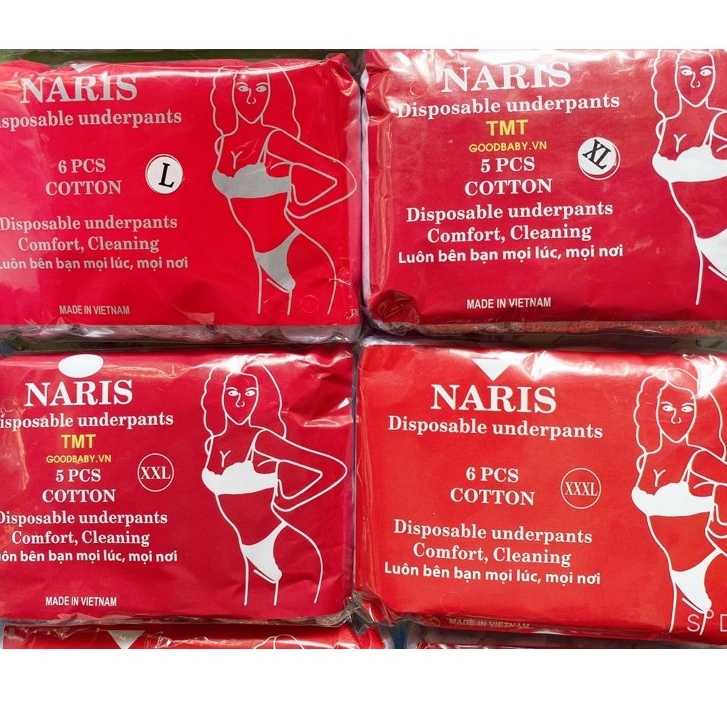 NARIS
isposable underpants
6 PCS
COTTON
L
Disposable underpants
Comfort, Cleaning
Luôn bên bạn mọi lúc, mọi nơi
MADE IN VIETNAM
NARIS
Disposable underpants
TMT
GOODBABY.VN
5 PCS
COTTON
XL
Disposable underpants
Comfort, Cleaning
Luôn bên bạn mọi lúc, mọi nơi
MADE IN VIETNAM
NARIS
isposable underpants
TMT
GOODBABY.VN
5 PCS
COTTON
XXL
Disposable underpants
Comfort, Cleaning
uôn bên bạn mọi lúc, mọi nơi
MADE IN VIETNAM
NARIS
Disposable underpants
6 PCS
COTTON
XXXL
Disposable underpants
Comfort, Cleaning
Luôn bên bạn mọi lúc, mọi nơi
MADE IN VIETNAM